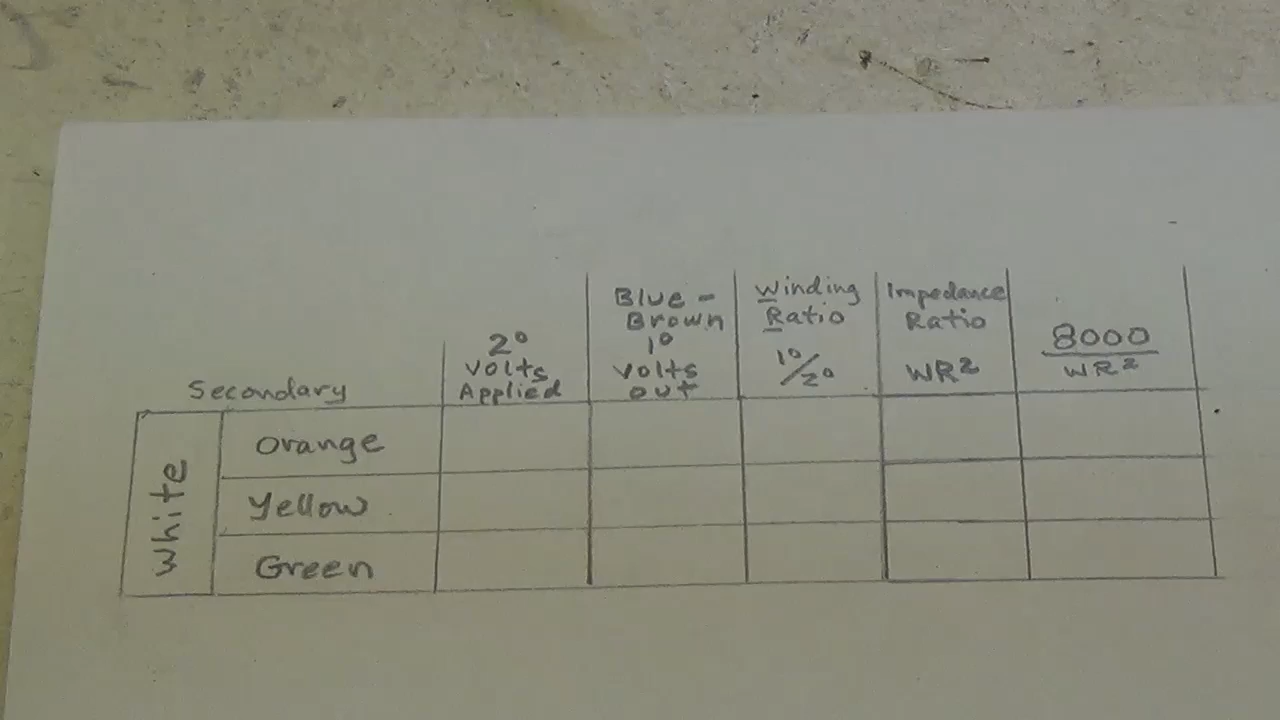 Secondary
2°
volts
Applied
Blue -
Brown
1°
volts
out
Winding
Ratio
1°/2°
Impedance
Ratio
WR²
8000
WR²
White
Orange
Yellow
Green